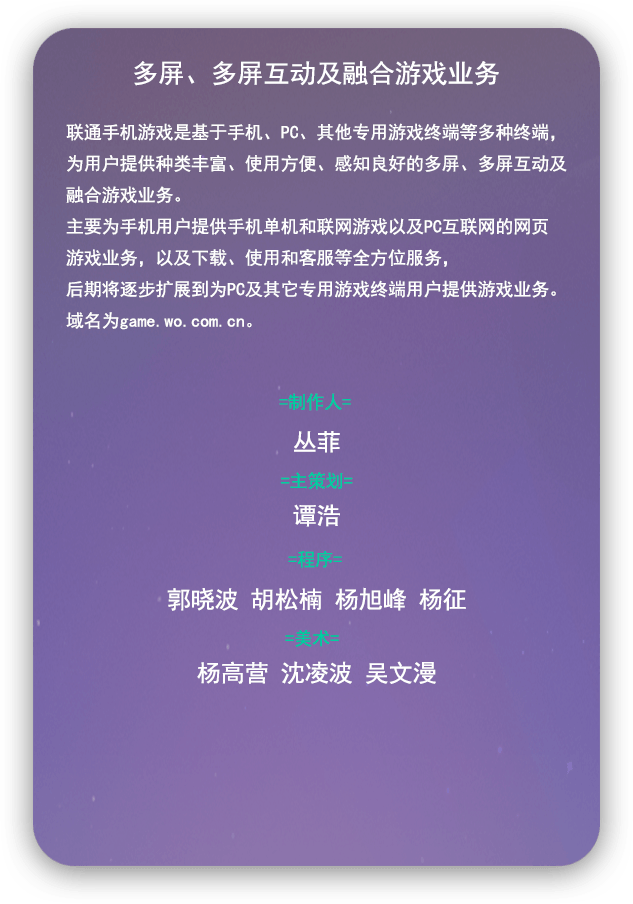 多屏、多屏互动及融合游戏业务
联通手机游戏是基于手机、PC、其他专用游戏终端等多种终端，
为用户提供种类丰富、使用方便、感知良好的多屏、多屏互动及
融合游戏业务。
主要为手机用户提供手机单机和联网游戏以及PC互联网的网页
游戏业务，以及下载、使用和客服等全方位服务，
后期将逐步扩展到为PC及其它专用游戏终端用户提供游戏业务。
域名为game.wo.com.cn。
=制作人=
丛菲
=主策划=
谭浩
=程序=
郭晓波 胡松楠 杨旭峰 杨征
=美术=
杨高营 沈凌波 吴文漫